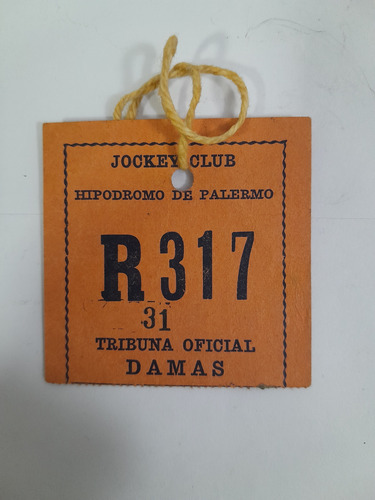 JOCKEY CLUB
HIPODROMO DE PALERMO
R 317
31
TRIBUNA OFICIAL
DAMAS